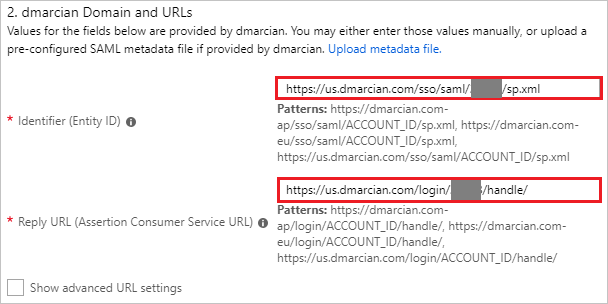 2. dmarcian Domain and URLs
Values for the fields below are provided by dmarcian. You may either enter those values manually, or upload a
pre-configured SAML metadata file if provided by dmarcian. Upload metadata file.
https://us.dmarcian.com/sso/saml/ /sp.xml
* Identifier (Entity ID)
Patterns: https://dmarcian.com-
ap/sso/saml/ACCOUNT_ID/sp.xml, https://dmarcian.com-
eu/sso/saml/ACCOUNT_ID/sp.xml,
https://us.dmarcian.com/sso/saml/ACCOUNT_ID/sp.xml
https://us.dmarcian.com/login/ /handle/
* Reply URL (Assertion Consumer Service URL)
Patterns: https://dmarcian.com-
ap/login/ACCOUNT_ID/handle/, https://dmarcian.com-
eu/login/ACCOUNT_ID/handle/,
https://us.dmarcian.com/login/ACCOUNT_ID/handle/
Show advanced URL settings